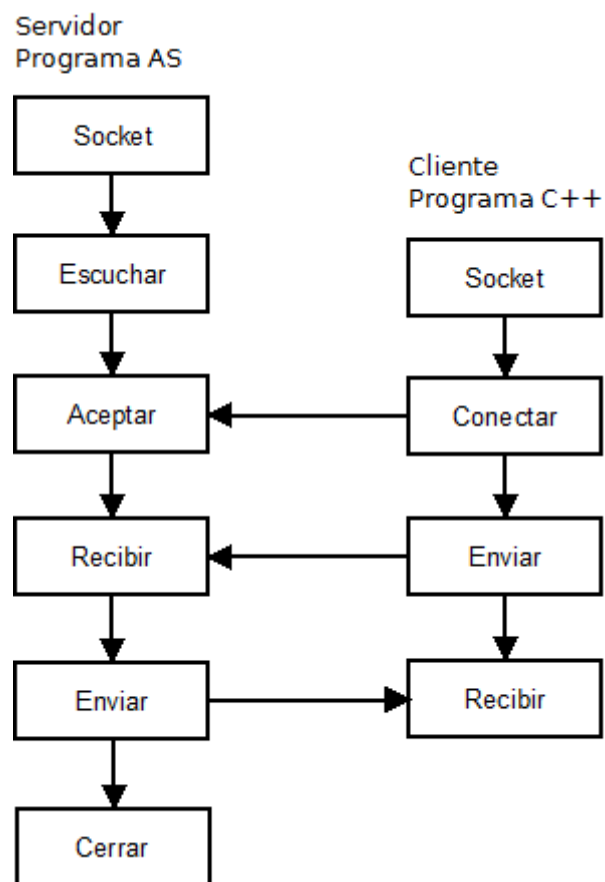 Servidor
Programa AS
Socket
Escuchar
Aceptar
Recibir
Enviar
Cerrar
Cliente
Programa C++
Socket
Conectar
Enviar
Recibir